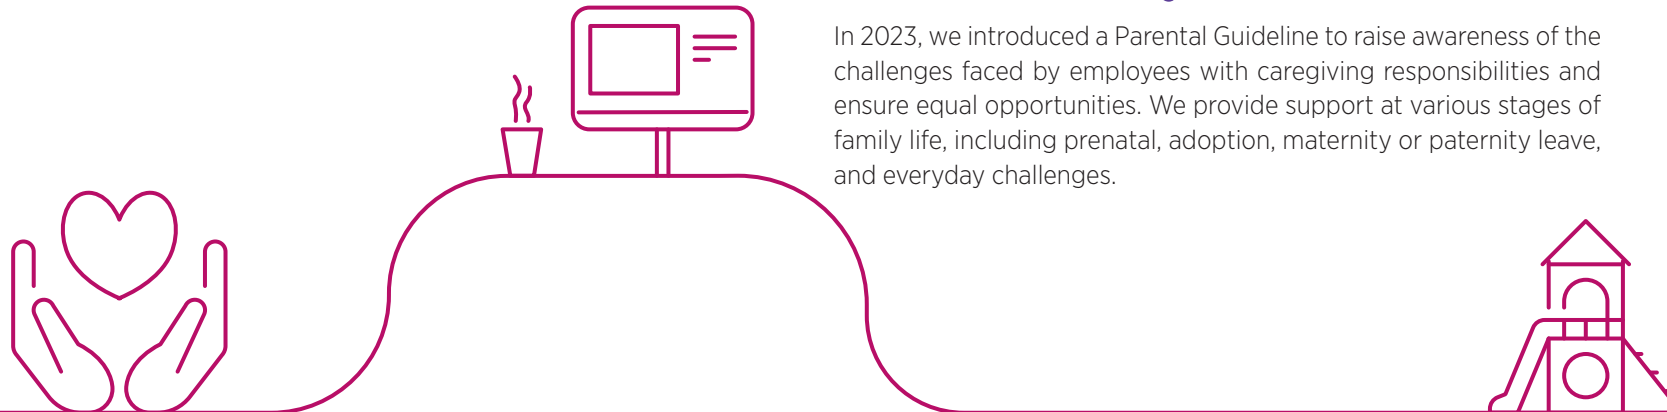 In 2023, we introduced a Parental Guideline to raise awareness of the
challenges faced by employees with caregiving responsibilities and
ensure equal opportunities. We provide support at various stages of
family life, including prenatal, adoption, maternity or paternity leave,
and everyday challenges.